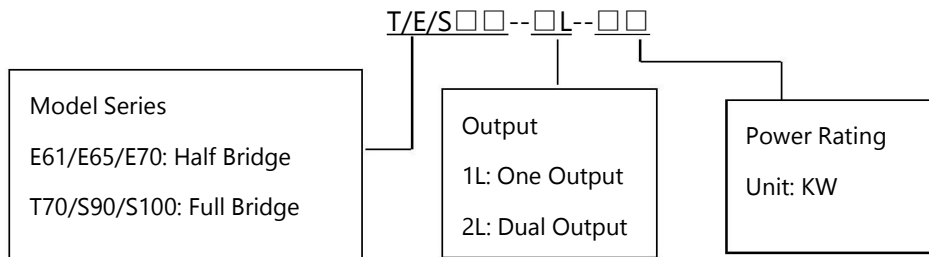 T/E/S□□--□L--□□
Model Series
E61/E65/E70: Half Bridge
T70/S90/S100: Full Bridge
Output
1L: One Output
2L: Dual Output
Power Rating
Unit: KW